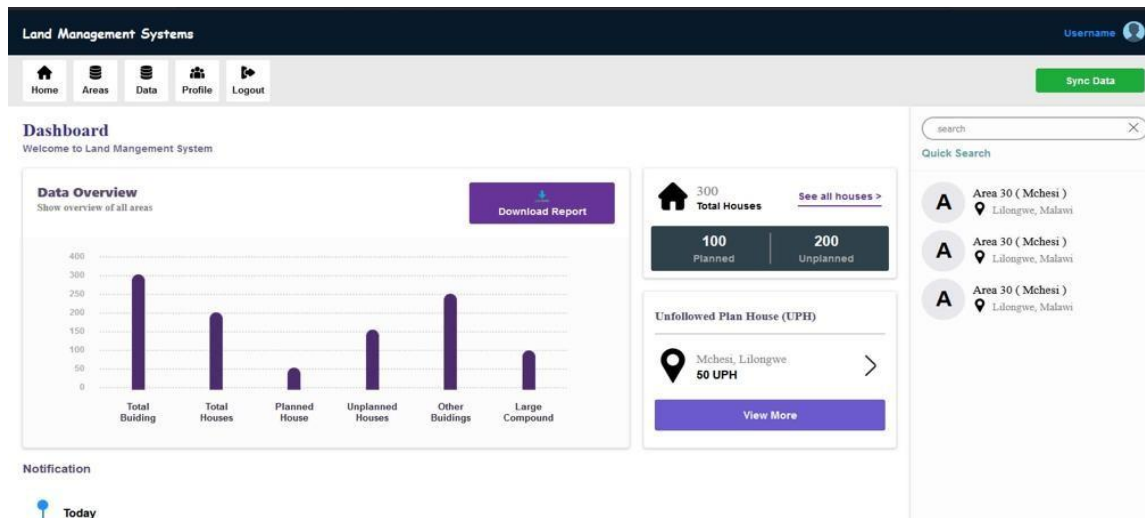 Land Management Systems
Username
Home
Areas
Data
Profile
Logout
Sync Data
Dashboard
Welcome to Land Mangement System
Data Overview
Show overview of all areas
Download Report
400
300
250
200
150
100
50
0
Total
Buiding
Total
Houses
Planned
House
Unplanned
Houses
Other
Buidings
Large
Compound
300
Total Houses
See all houses >
100
Planned
200
Unplanned
Unfollowed Plan House (UPH)
Mchesi, Lilongwe
50 UPH
View More
search
Quick Search
A
Area 30 ( Mchesi )
Lilongwe, Malawi
A
Area 30 ( Mchesi )
Lilongwe, Malawi
A
Area 30 ( Mchesi )
Lilongwe, Malawi
Notification
Today